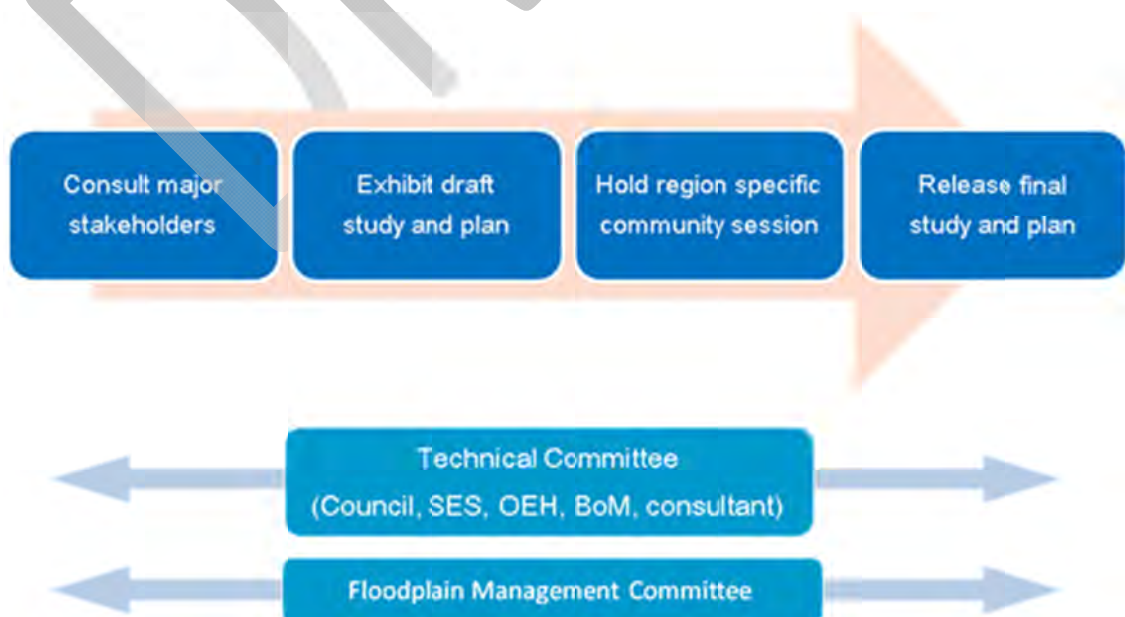 Consult major
stakeholders
Exhibit draft
study and plan
Hold region specific
community session
Release final
study and plan
Technical Committee
(Council, SES, OEH, BoM, consultant)
Floodplain Management Committee